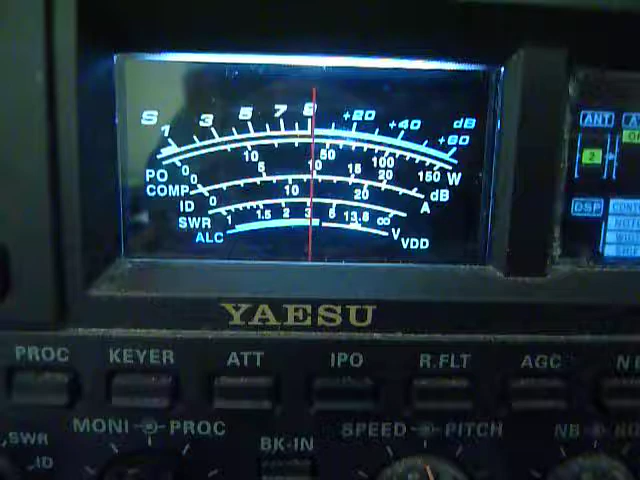 S 1 3 5 7 9 +20 +40 +60 dB
PO 0 10 50 100 150 W
COMP 0 5 10 15 20 dB
ID 0 10 20 A
SWR 1 1.5 2 3 5 ∞
ALC 13.8 V VDD
ANT
2
DSP
YAESU
PROC KEYER ATT IPO R.FLT AGC
MONI PROC BK-IN SPEED PITCH NB
SWR
ID